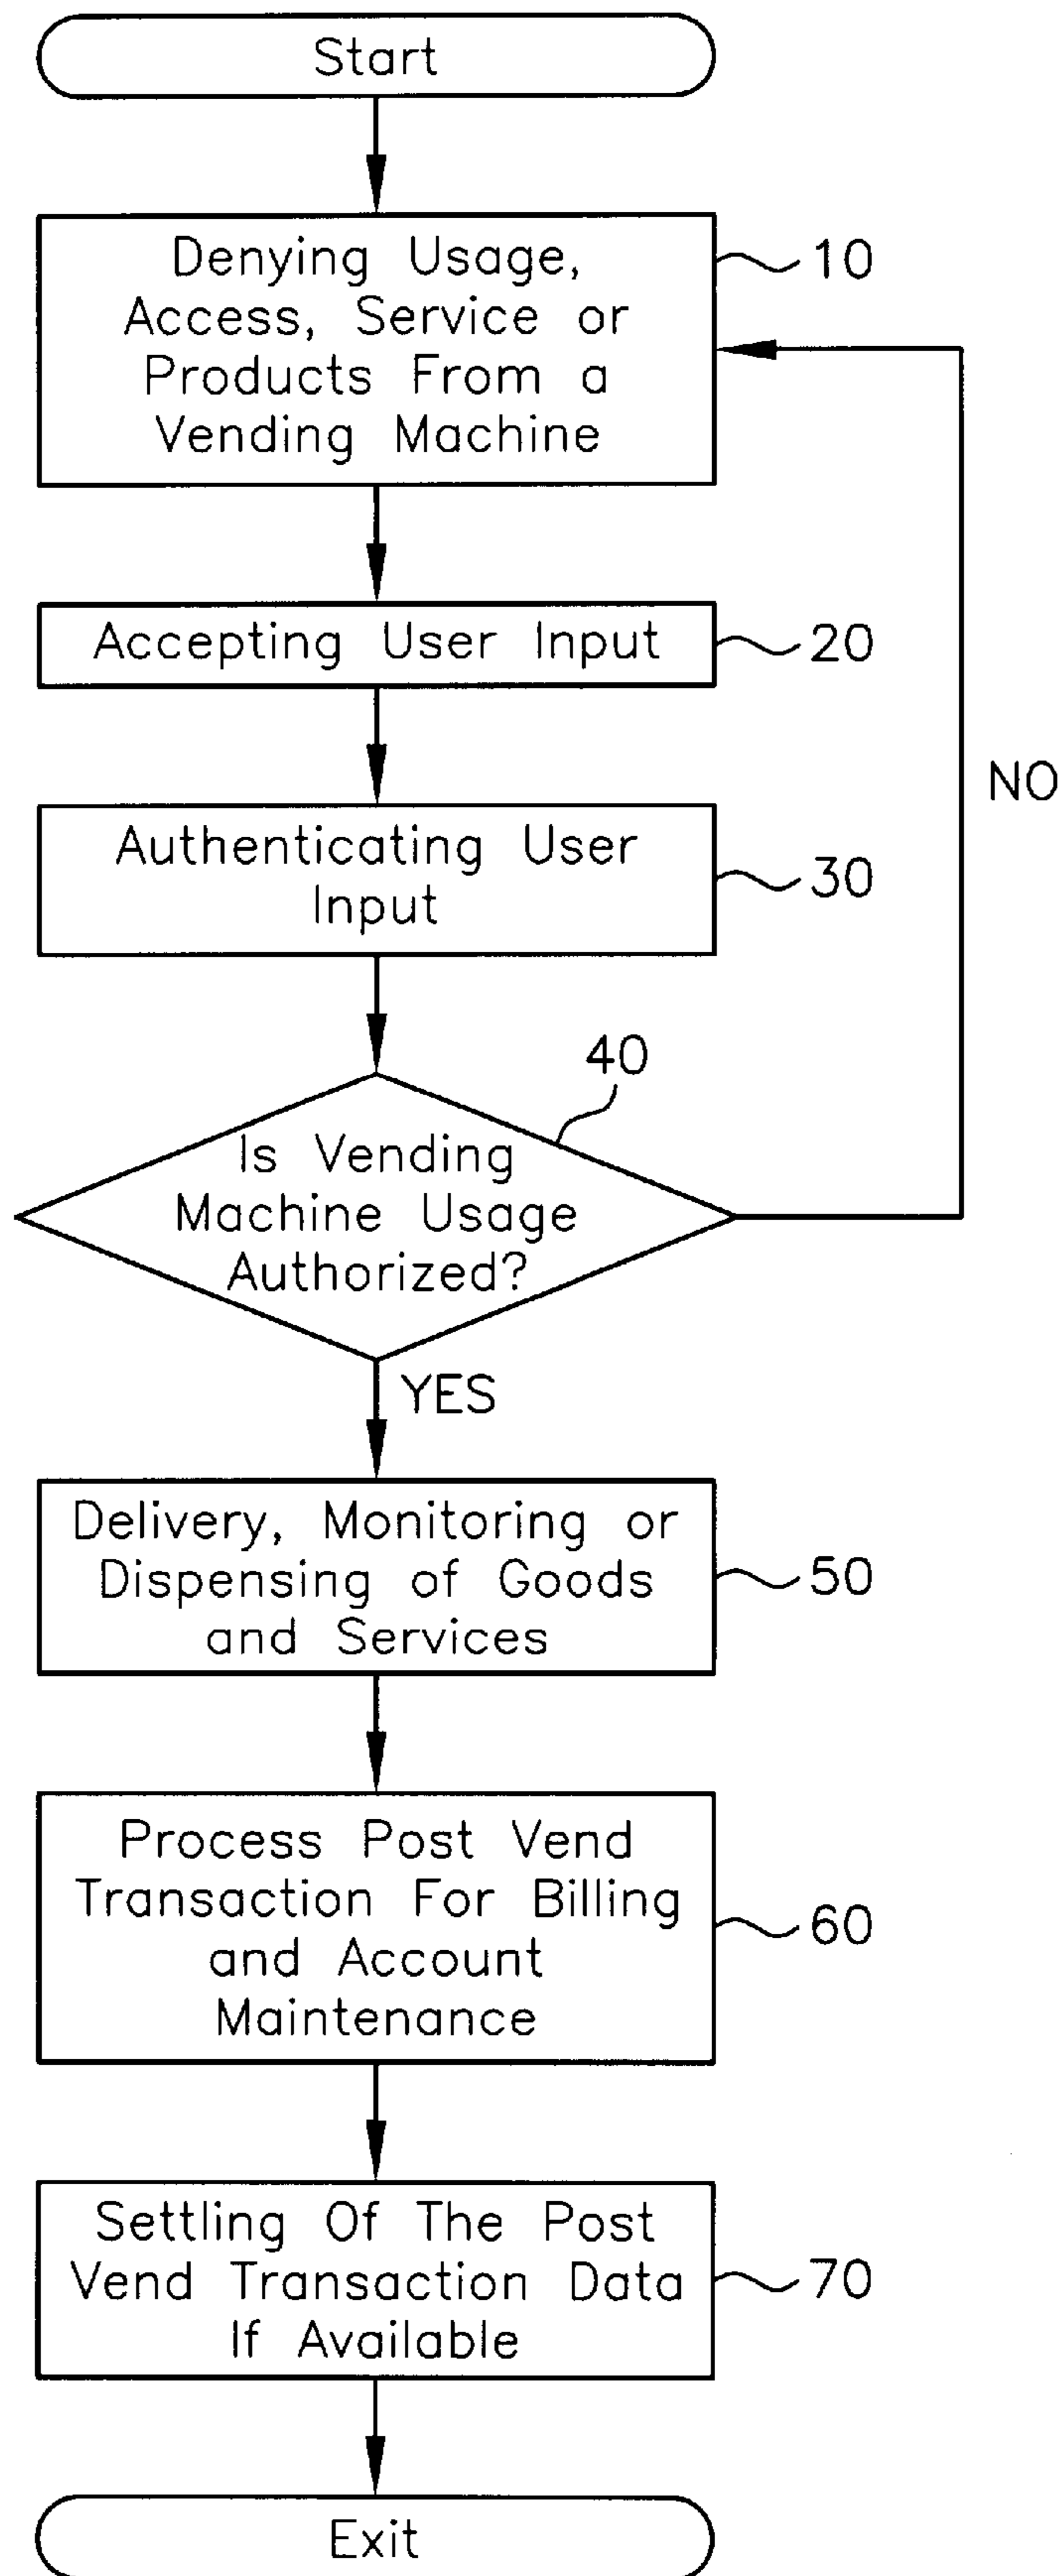 Start
Denying Usage,
Access, Service or
Products From a
Vending Machine
10
Accepting User Input
20
NO
Authenticating User
Input
30
40
Is Vending
Machine Usage
Authorized?
YES
Delivery, Monitoring or
Dispensing of Goods
and Services
50
Process Post Vend
Transaction For Billing
and Account
Maintenance
60
Settling Of The Post
Vend Transaction Data
If Available
70
Exit